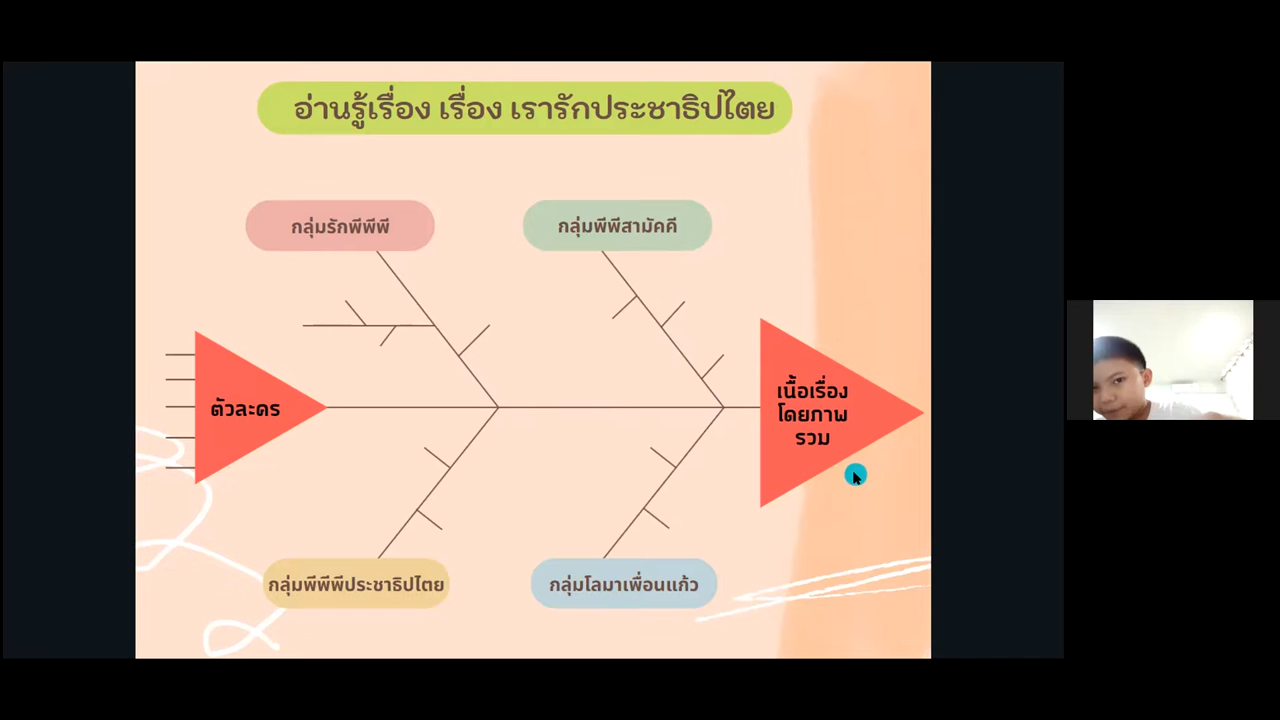 อ่านรู้เรื่อง เรื่อง เรารักประชาธิปไตย
กลุ่มรักพีพีพี
กลุ่มพีพีสามัคคี
ตัวละคร
เนื้อเรื่อง
โดยภาพ
รวม
กลุ่มพีพีพีประชาธิปไตย
กลุ่มโลมาเพื่อนแก้ว